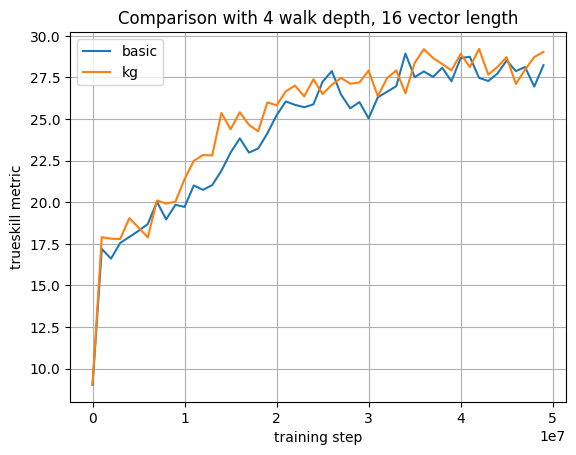 Comparison with 4 walk depth, 16 vector length
basic
kg
trueskill metric
30.0
27.5
25.0
22.5
20.0
17.5
15.0
12.5
10.0
0 1 2 3 4 5
1e7
training step